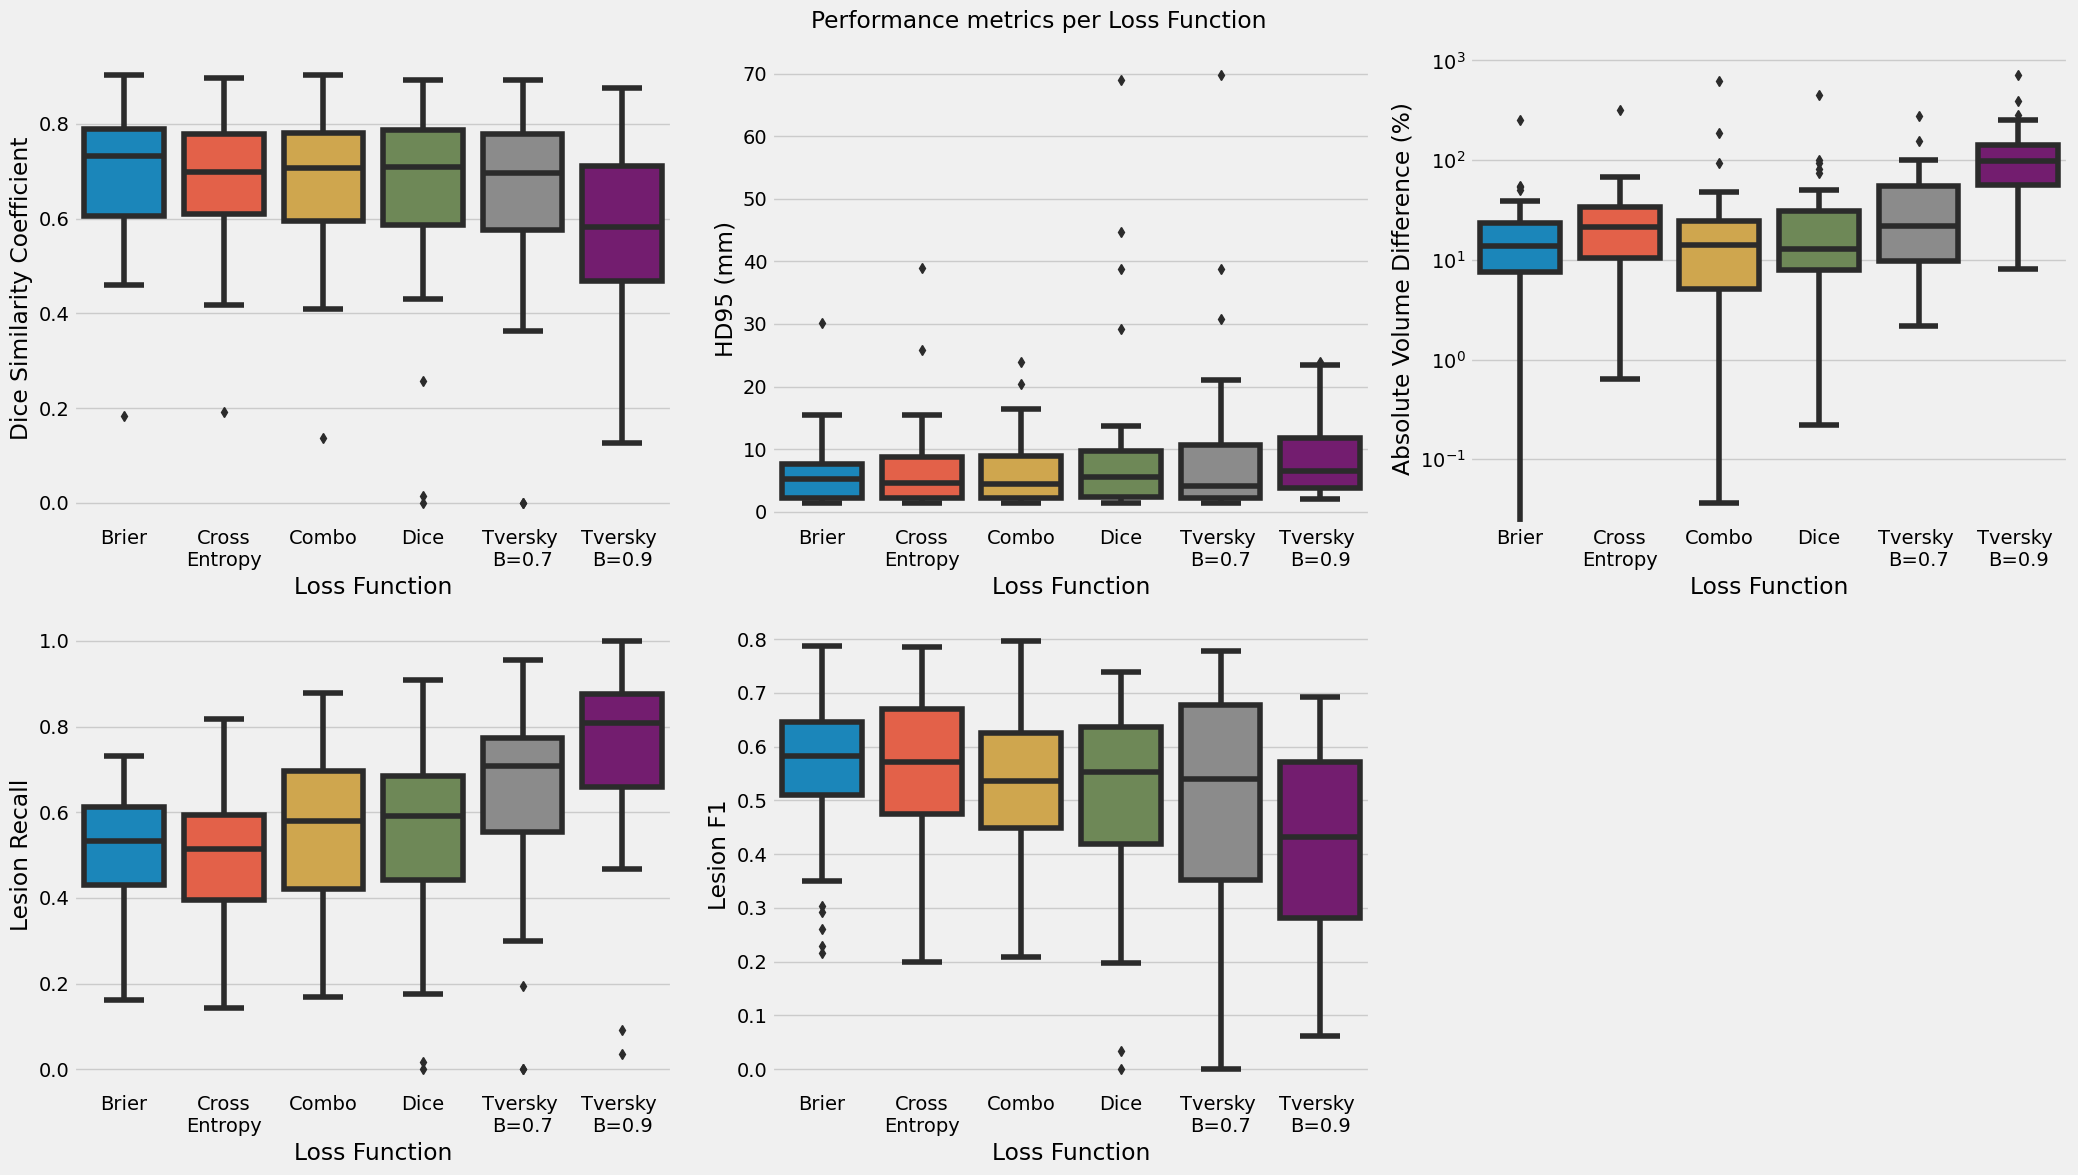 Performance metrics per Loss Function
Dice Similarity Coefficient
0.8
0.6
0.4
0.2
0.0
Brier Cross Combo Dice Tversky Tversky
Entropy B=0.7 B=0.9
Loss Function
HD95 (mm)
70
60
50
40
30
20
10
0
Brier Cross Combo Dice Tversky Tversky
Entropy B=0.7 B=0.9
Loss Function
Absolute Volume Difference (%)
10³
10²
10¹
10⁰
10⁻¹
Brier Cross Combo Dice Tversky Tversky
Entropy B=0.7 B=0.9
Loss Function
Lesion Recall
1.0
0.8
0.6
0.4
0.2
0.0
Brier Cross Combo Dice Tversky Tversky
Entropy B=0.7 B=0.9
Loss Function
Lesion F1
0.8
0.7
0.6
0.5
0.4
0.3
0.2
0.1
0.0
Brier Cross Combo Dice Tversky Tversky
Entropy B=0.7 B=0.9
Loss Function